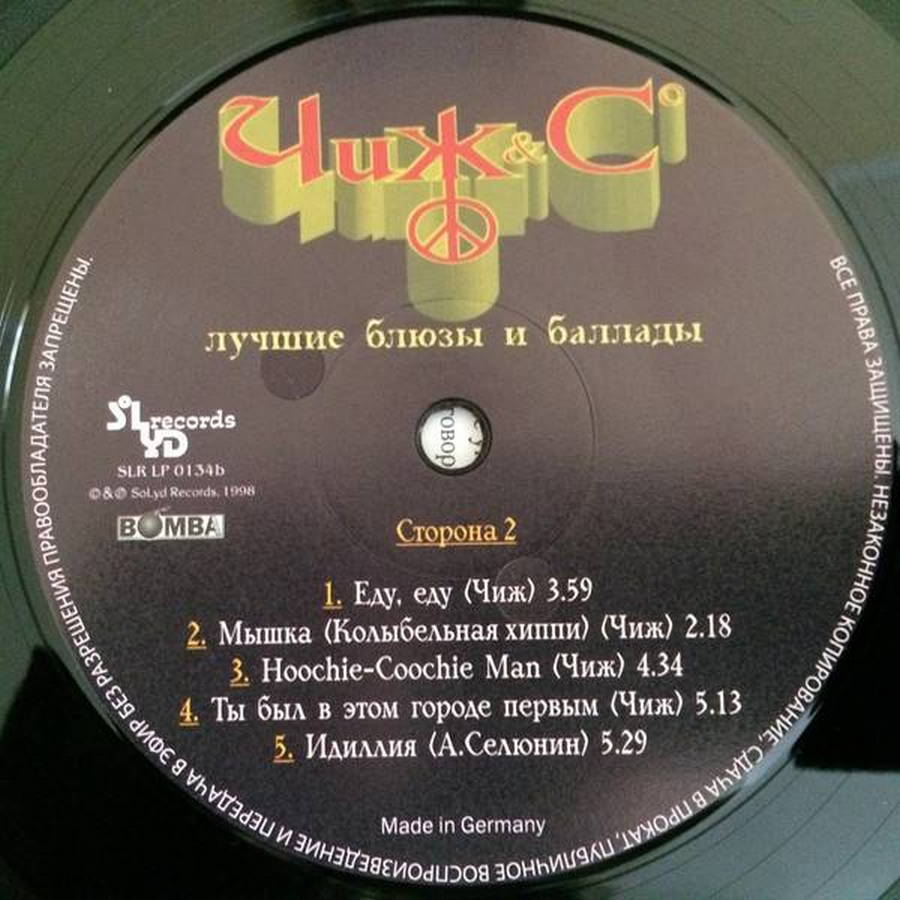 Чиж & Cº
лучшие блюзы и баллады
SoLyd records
SLR LP 0134b
©&℗ SoLyd Records, 1998
BOMBA
говор
Сторона 2
1. Еду, еду (Чиж) 3.59
2. Мышка (Колыбельная хиппи) (Чиж) 2.18
3. Hoochie-Coochie Man (Чиж) 4.34
4. Ты был в этом городе первым (Чиж) 5.13
5. Идиллия (А.Селюнин) 5.29
Made in Germany
ВСЕ ПРАВА ЗАЩИЩЕНЫ. НЕЗАКОННОЕ КОПИРОВАНИЕ, СДАЧА В ПРОКАТ, ПУБЛИЧНОЕ ВОСПРОИЗВЕДЕНИЕ И ПЕРЕДАЧА В ЭФИР БЕЗ РАЗРЕШЕНИЯ ПРАВООБЛАДАТЕЛЯ ЗАПРЕЩЕНЫ.